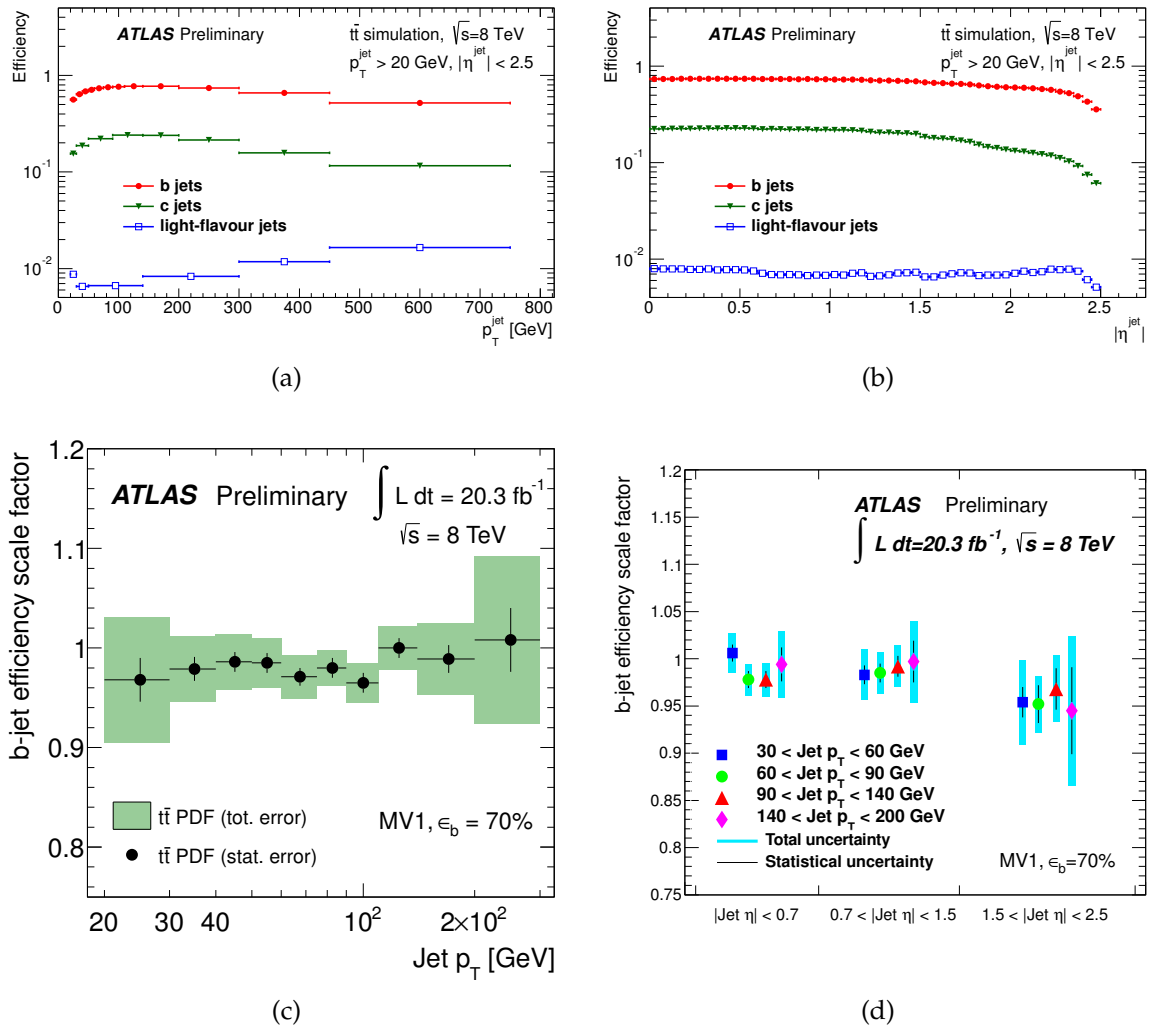 Efficiency
ATLAS Preliminary
tt̄ simulation, √s=8 TeV
p_T^jet > 20 GeV, |η^jet| < 2.5
1
10⁻¹
10⁻²
b jets
c jets
light-flavour jets
0 100 200 300 400 500 600 700 800
p_T^jet [GeV]
(a)
Efficiency
ATLAS Preliminary
tt̄ simulation, √s=8 TeV
p_T^jet > 20 GeV, |η^jet| < 2.5
1
10⁻¹
10⁻²
b jets
c jets
light-flavour jets
0 0.5 1 1.5 2 2.5
|η^jet|
(b)
b-jet efficiency scale factor
1.2
1.1
1
0.9
0.8
ATLAS Preliminary
∫ L dt = 20.3 fb⁻¹
√s = 8 TeV
tt̄ PDF (tot. error)
tt̄ PDF (stat. error)
MV1, ϵ_b = 70%
20 30 40 10² 2×10²
Jet p_T [GeV]
(c)
b-jet efficiency scale factor
1.2
1.15
1.1
1.05
1
0.95
0.9
0.85
0.8
0.75
ATLAS Preliminary
∫ L dt=20.3 fb⁻¹, √s = 8 TeV
30 < Jet p_T < 60 GeV
60 < Jet p_T < 90 GeV
90 < Jet p_T < 140 GeV
140 < Jet p_T < 200 GeV
Total uncertainty
Statistical uncertainty
MV1, ϵ_b=70%
|Jet η| < 0.7 0.7 < |Jet η| < 1.5 1.5 < |Jet η| < 2.5
(d)